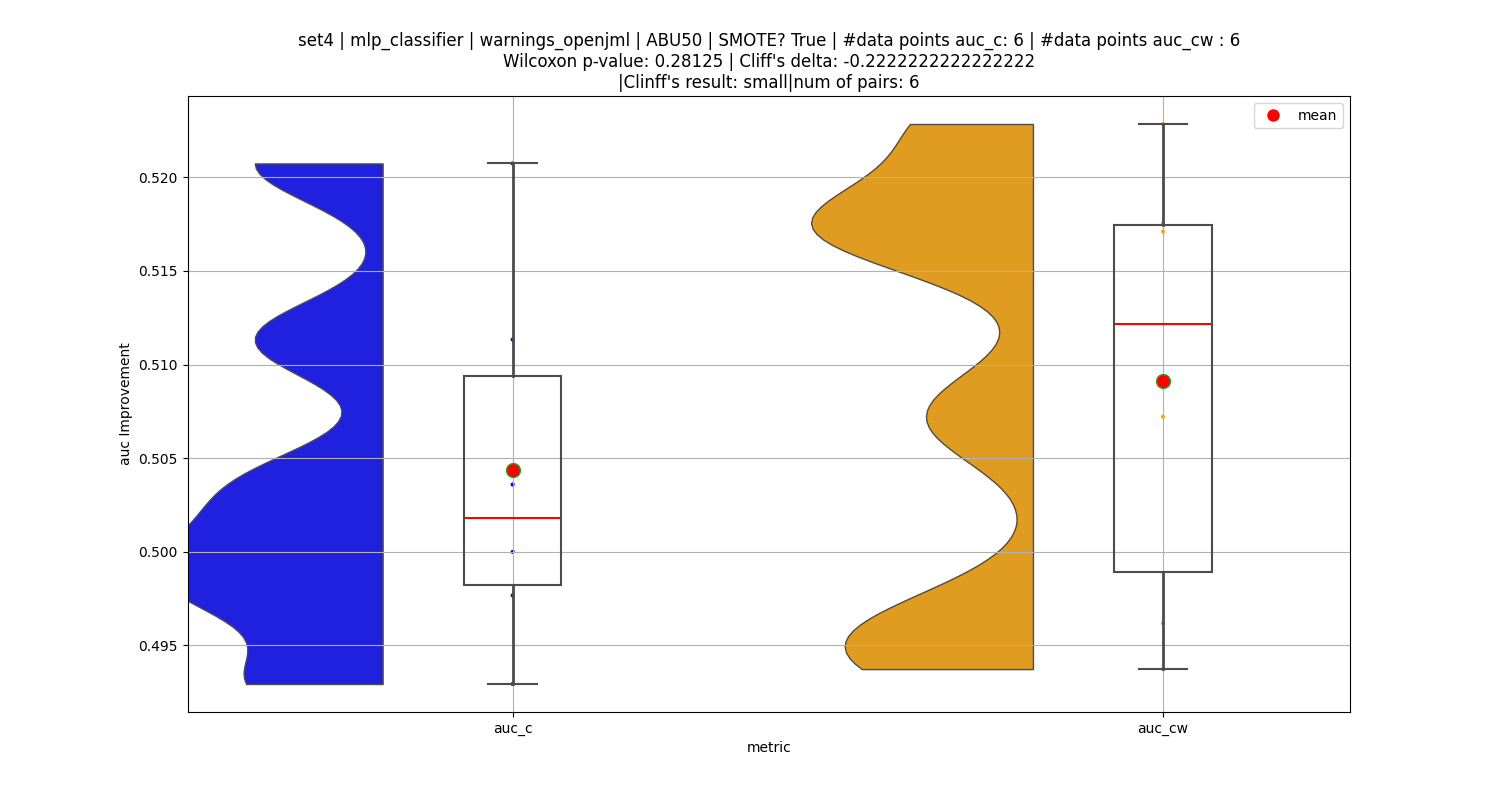 set4 | mlp_classifier | warnings_openjml | ABU50 | SMOTE? True | #data points auc_c: 6 | #data points auc_cw : 6
Wilcoxon p-value: 0.28125 | Cliff's delta: -0.2222222222222222
|Clinff's result: small|num of pairs: 6
mean
0.520
0.515
0.510
0.505
0.500
0.495
auc Improvement
auc_c
auc_cw
metric